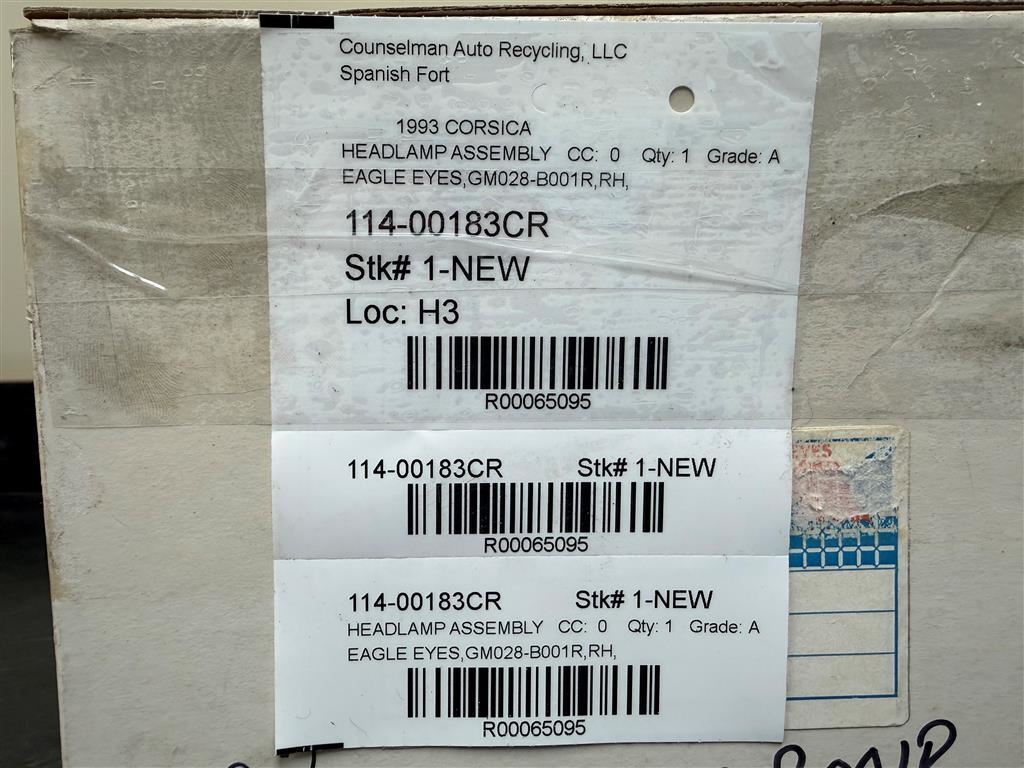 Counselman Auto Recycling, LLC
Spanish Fort
1993 CORSICA
HEADLAMP ASSEMBLY CC: 0 Qty: 1 Grade: A
EAGLE EYES,GM028-B001R,RH,
114-00183CR
Stk# 1-NEW
Loc: H3
R00065095
114-00183CR Stk# 1-NEW
R00065095
114-00183CR Stk# 1-NEW
HEADLAMP ASSEMBLY CC: 0 Qty: 1 Grade: A
EAGLE EYES,GM028-B001R,RH,
R00065095